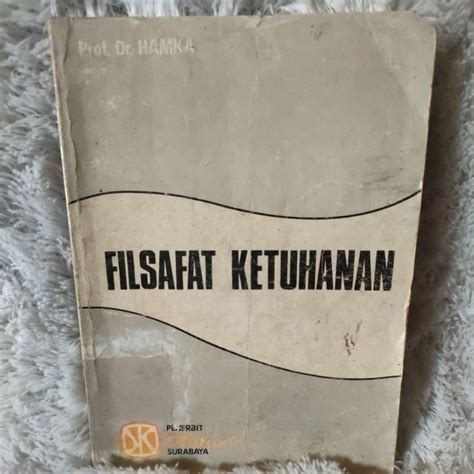 Prof. Dr. HAMKA
FILSAFAT KETUHANAN
PENERBIT
SURABAYA